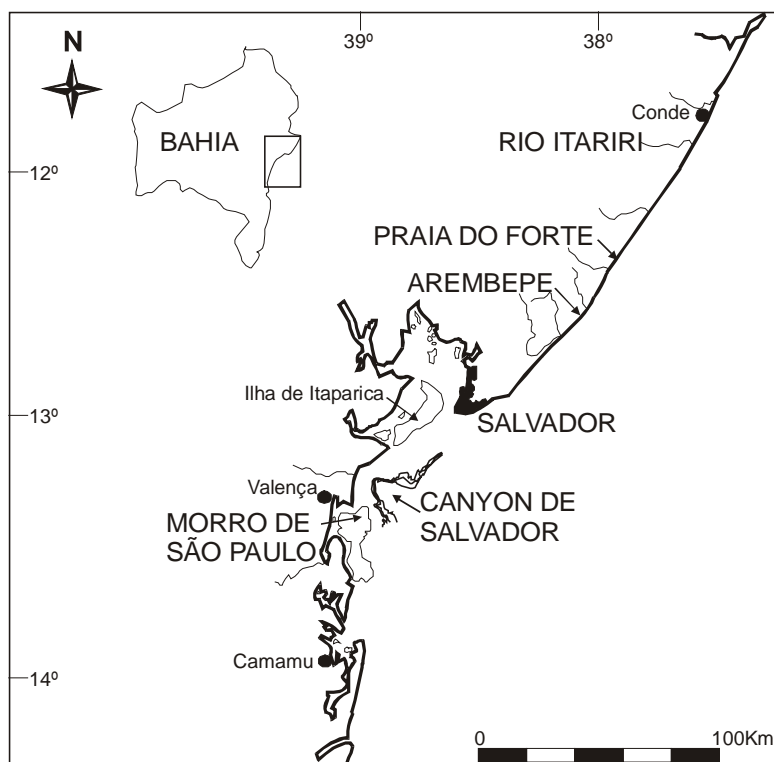 39º
38º
N
Conde
BAHIA
RIO ITARIRI
12º
PRAIA DO FORTE
AREMBEPE
Ilha de Itaparica
13º
SALVADOR
Valença
CANYON DE
SALVADOR
MORRO DE
SÃO PAULO
Camamu
14º
0
100Km